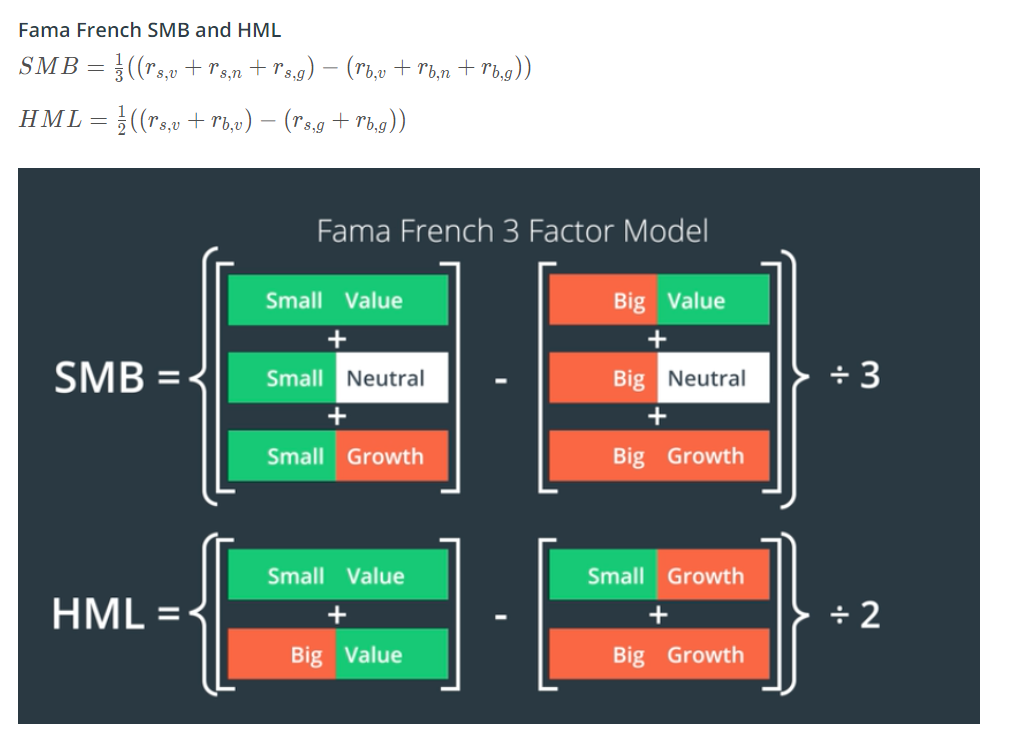 Fama French SMB and HML
SMB = 1/3((r_{s,v} + r_{s,n} + r_{s,g}) − (r_{b,v} + r_{b,n} + r_{b,g}))
HML = 1/2((r_{s,v} + r_{b,v}) − (r_{s,g} + r_{b,g}))
Fama French 3 Factor Model
Small Value Big Value
+ +
SMB = { [ Small Neutral ] - [ Big Neutral ] } ÷ 3
+ +
Small Growth Big Growth
Small Value Small Growth
HML = { [ + ] - [ + ] } ÷ 2
Big Value Big Growth